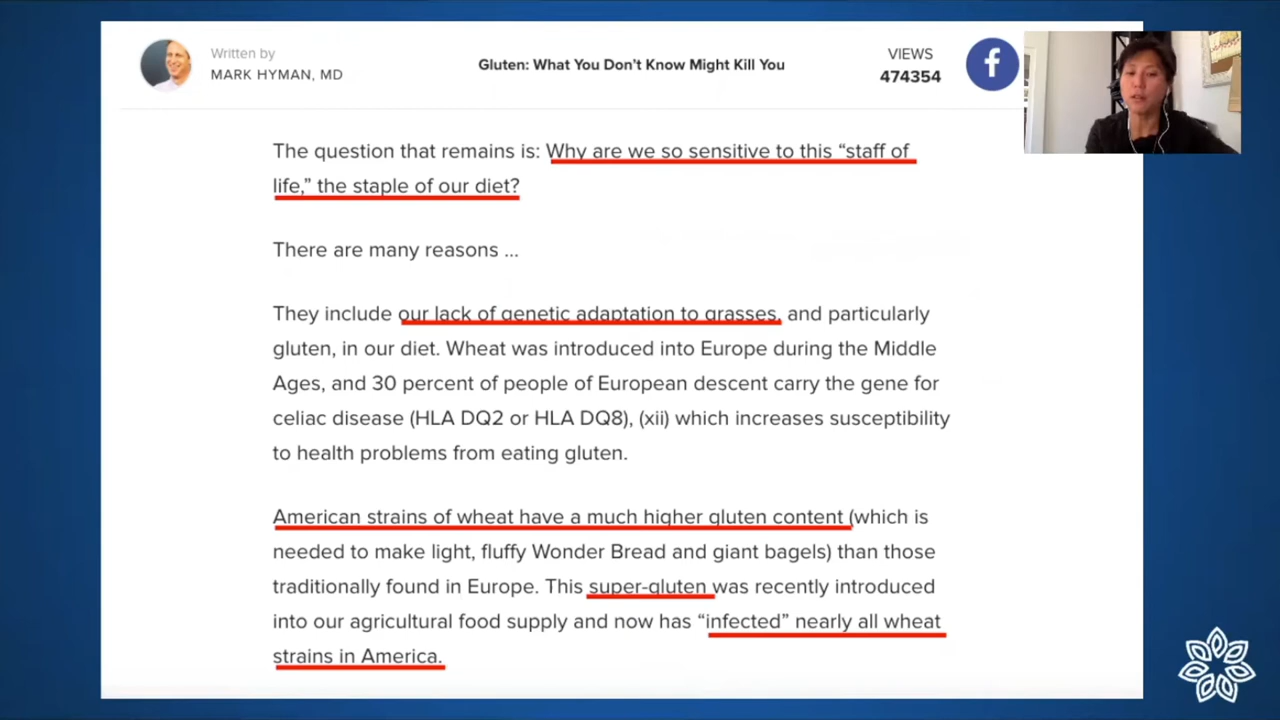 Written by
MARK HYMAN, MD
Gluten: What You Don't Know Might Kill You
VIEWS
474354
f
The question that remains is: Why are we so sensitive to this “staff of
life,” the staple of our diet?
There are many reasons ...
They include our lack of genetic adaptation to grasses, and particularly
gluten, in our diet. Wheat was introduced into Europe during the Middle
Ages, and 30 percent of people of European descent carry the gene for
celiac disease (HLA DQ2 or HLA DQ8), (xii) which increases susceptibility
to health problems from eating gluten.
American strains of wheat have a much higher gluten content (which is
needed to make light, fluffy Wonder Bread and giant bagels) than those
traditionally found in Europe. This super-gluten was recently introduced
into our agricultural food supply and now has “infected” nearly all wheat
strains in America.